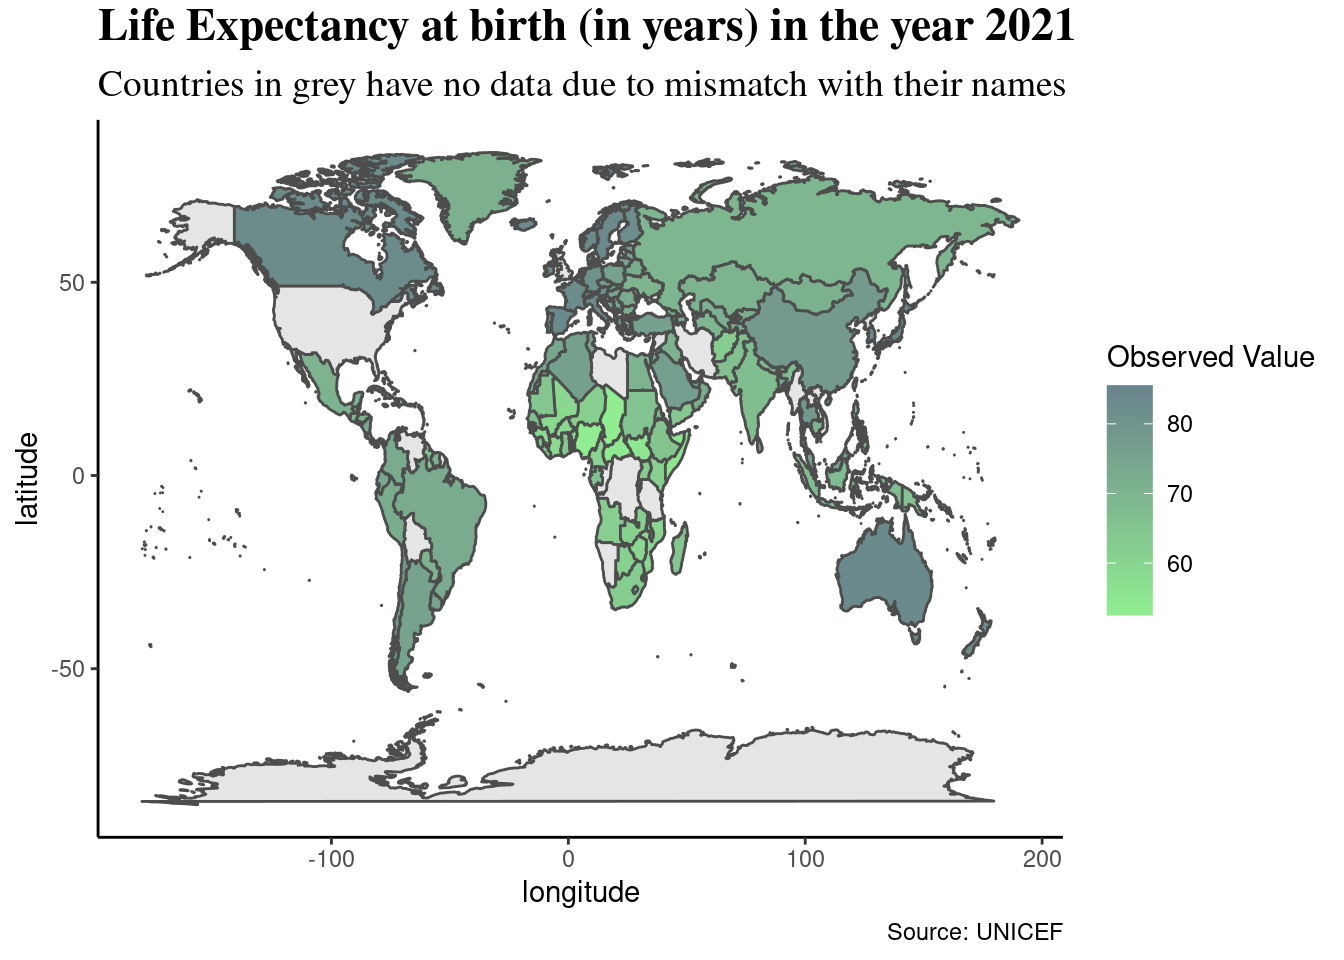 Life Expectancy at birth (in years) in the year 2021
Countries in grey have no data due to mismatch with their names
50
0
-50
latitude
-100
0
100
200
longitude
Observed Value
80
70
60
Source: UNICEF